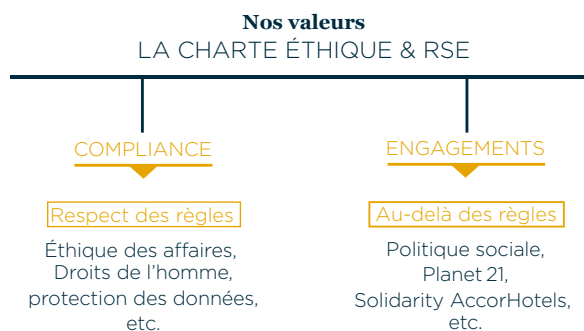 Nos valeurs
LA CHARTE ÉTHIQUE & RSE
COMPLIANCE
Respect des règles
Éthique des affaires,
Droits de l'homme,
protection des données,
etc.
ENGAGEMENTS
Au-delà des règles
Politique sociale,
Planet 21,
Solidarity AccorHotels,
etc.